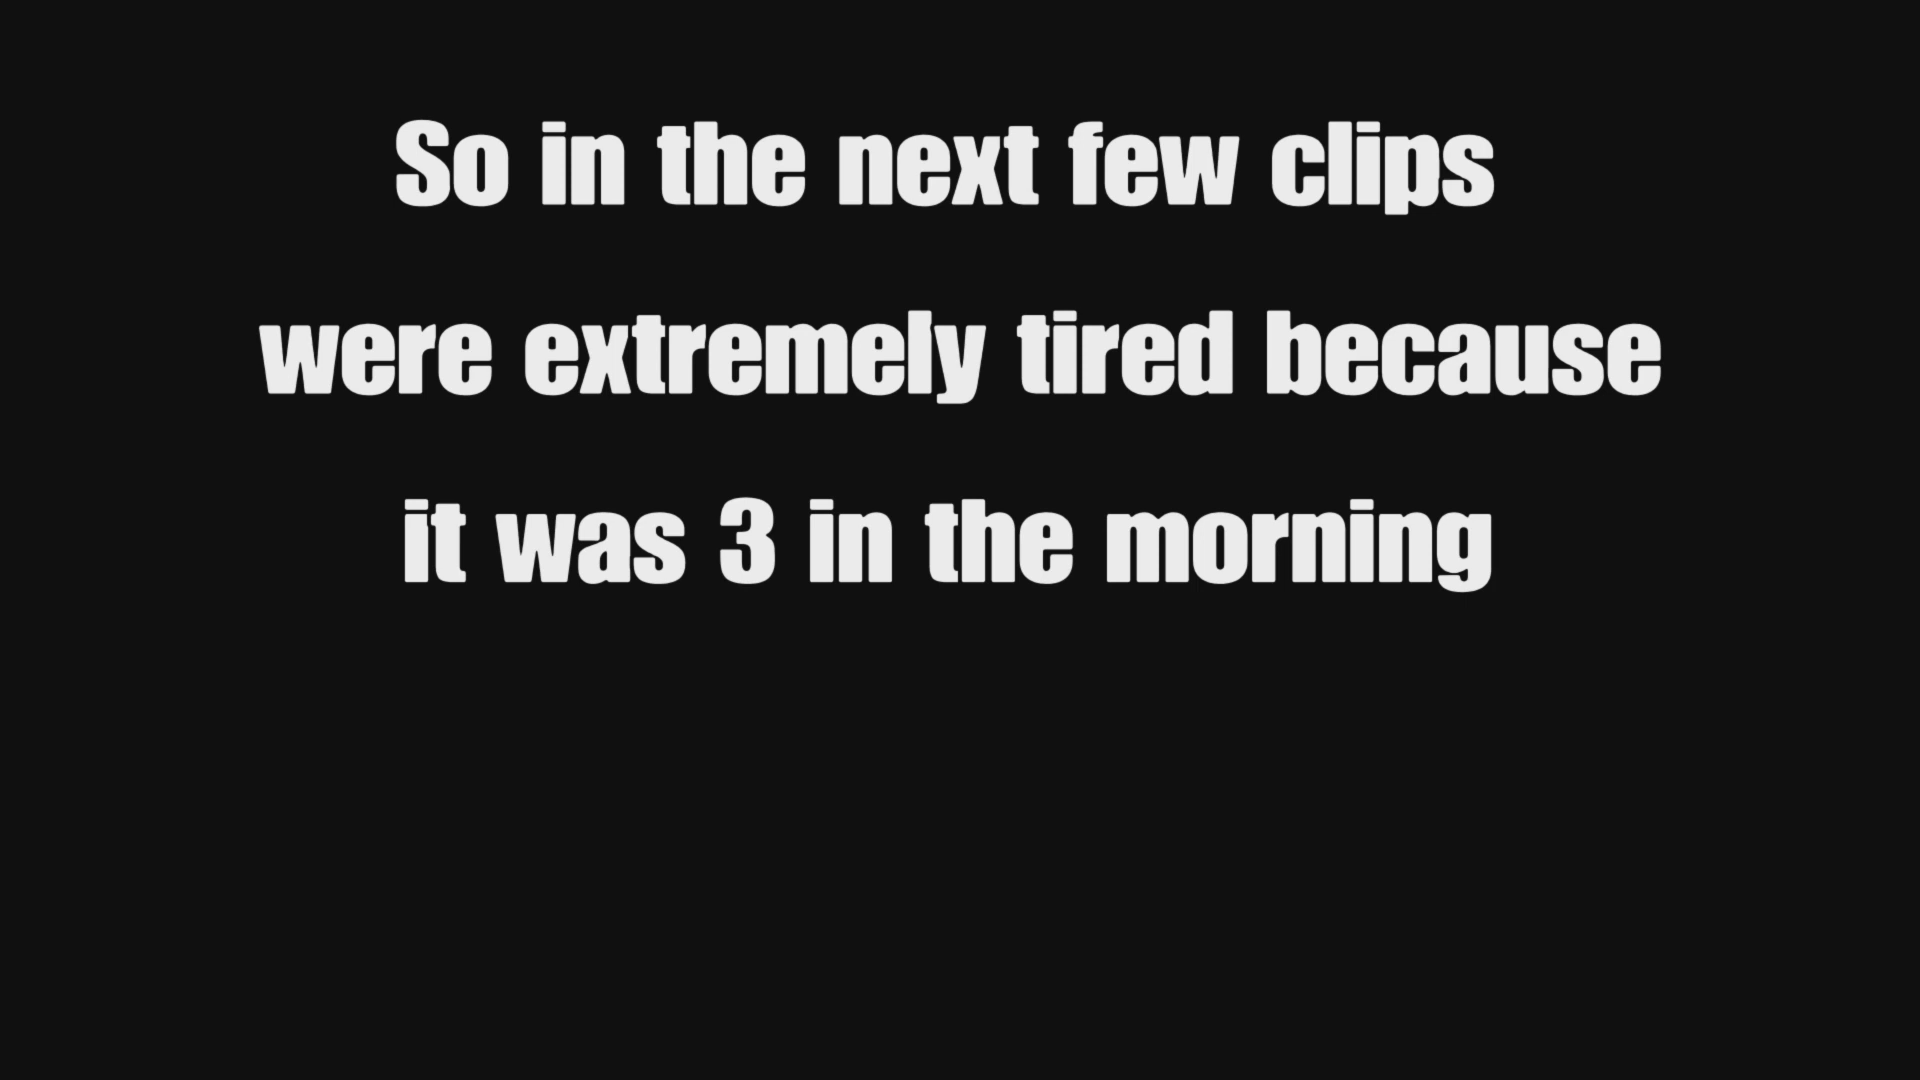 So in the next few clips
were extremely tired because
it was 3 in the morning